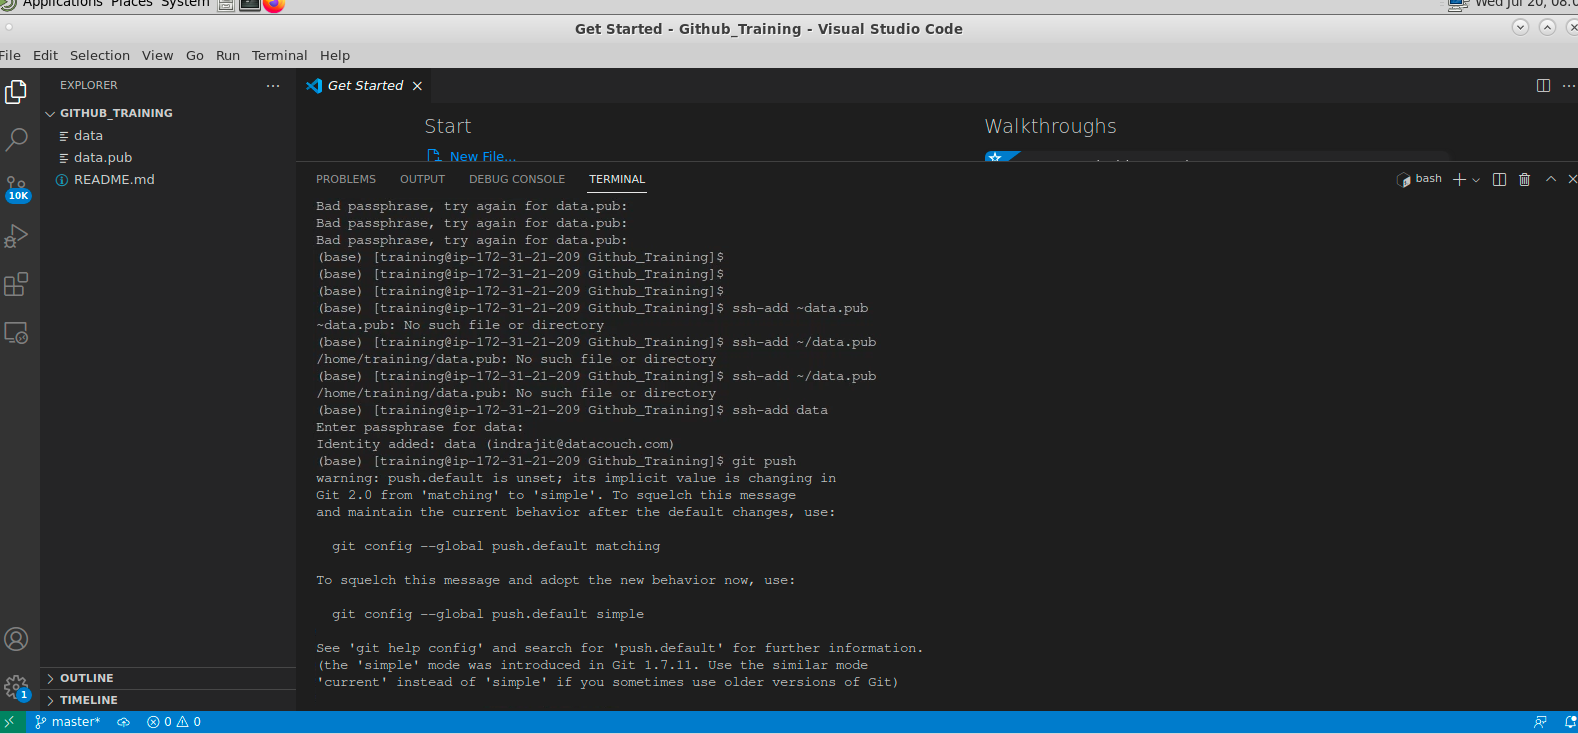 Applications Places System
Wed Jul 20, 08:0
Get Started - Github_Training - Visual Studio Code
File Edit Selection View Go Run Terminal Help
EXPLORER
Get Started
GITHUB_TRAINING
data
data.pub
README.md
10K
Start
New File...
Walkthroughs
PROBLEMS OUTPUT DEBUG CONSOLE TERMINAL
bash
Bad passphrase, try again for data.pub:
Bad passphrase, try again for data.pub:
Bad passphrase, try again for data.pub:
(base) [training@ip-172-31-21-209 Github_Training]$
(base) [training@ip-172-31-21-209 Github_Training]$
(base) [training@ip-172-31-21-209 Github_Training]$
(base) [training@ip-172-31-21-209 Github_Training]$ ssh-add ~data.pub
~data.pub: No such file or directory
(base) [training@ip-172-31-21-209 Github_Training]$ ssh-add ~/data.pub
/home/training/data.pub: No such file or directory
(base) [training@ip-172-31-21-209 Github_Training]$ ssh-add ~/data.pub
/home/training/data.pub: No such file or directory
(base) [training@ip-172-31-21-209 Github_Training]$ ssh-add data
Enter passphrase for data:
Identity added: data (indrajit@datacouch.com)
(base) [training@ip-172-31-21-209 Github_Training]$ git push
warning: push.default is unset; its implicit value is changing in
Git 2.0 from 'matching' to 'simple'. To squelch this message
and maintain the current behavior after the default changes, use:
git config --global push.default matching
To squelch this message and adopt the new behavior now, use:
git config --global push.default simple
See 'git help config' and search for 'push.default' for further information.
(the 'simple' mode was introduced in Git 1.7.11. Use the similar mode
'current' instead of 'simple' if you sometimes use older versions of Git)
OUTLINE
TIMELINE
1
master* 0 0